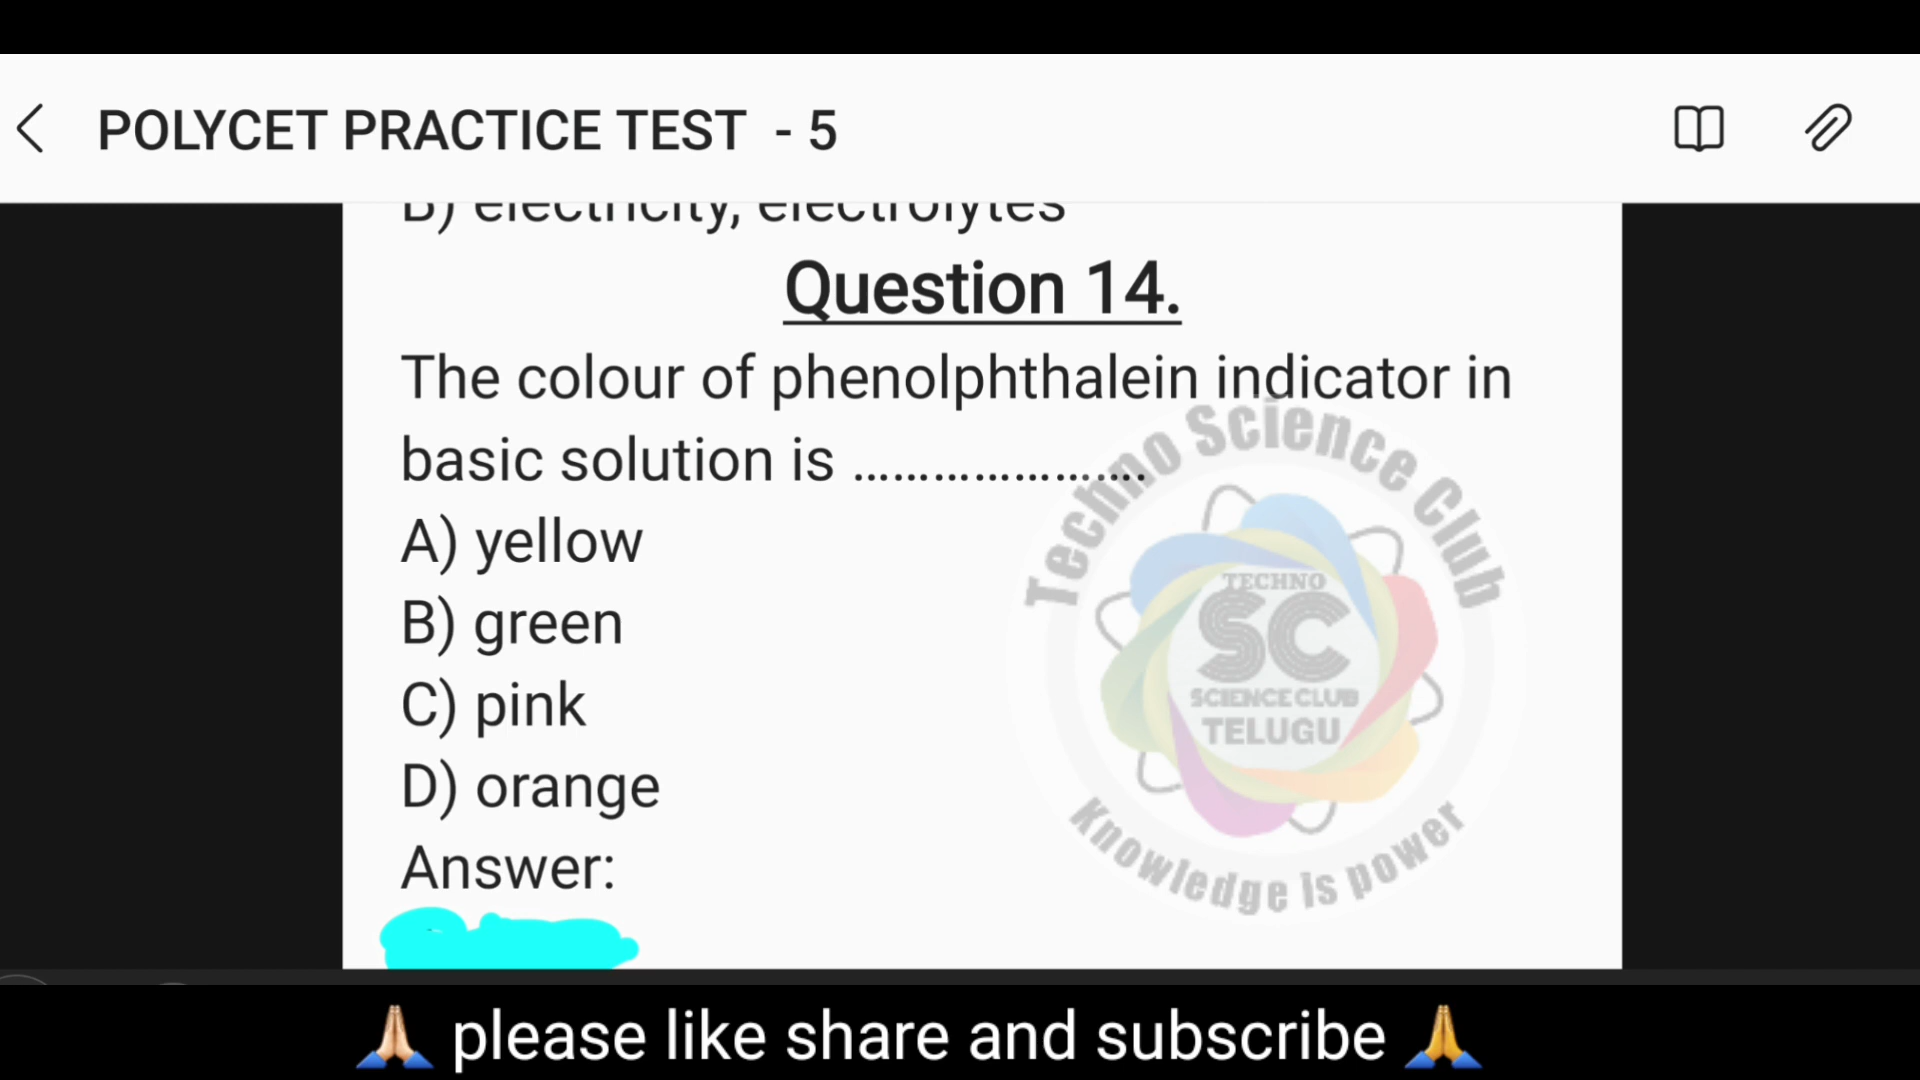 POLYCET PRACTICE TEST - 5
B) electricity, electrolytes
Question 14.
The colour of phenolphthalein indicator in
basic solution is ......................
A) yellow
B) green
C) pink
D) orange
Answer:
Techno Science Club
TECHNO
SC
SCIENCE CLUB
TELUGU
Knowledge is power
🙏🏻 please like share and subscribe 🙏